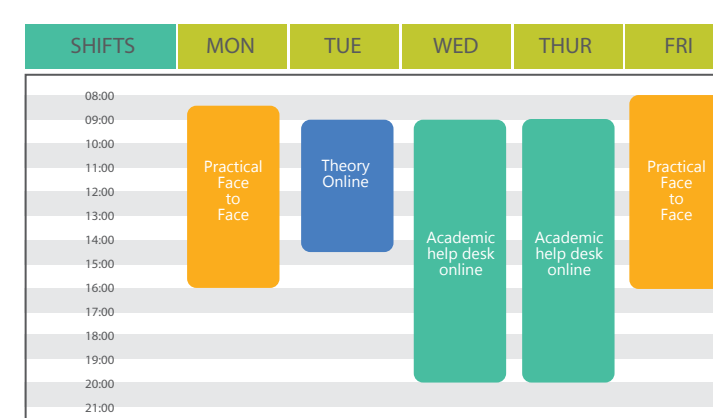 SHIFTS MON TUE WED THUR FRI
08:00
09:00
10:00
11:00
12:00
13:00
14:00
15:00
16:00
17:00
18:00
19:00
20:00
21:00
Practical
Face
to
Face
Theory
Online
Academic
help desk
online
Academic
help desk
online
Practical
Face
to
Face